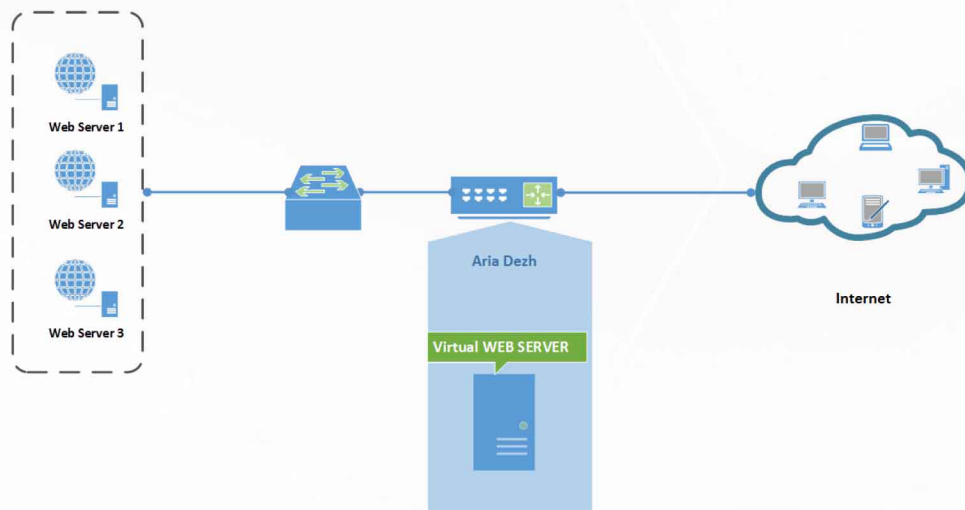 Web Server 1
Web Server 2
Web Server 3
Aria Dezh
Virtual WEB SERVER
Internet